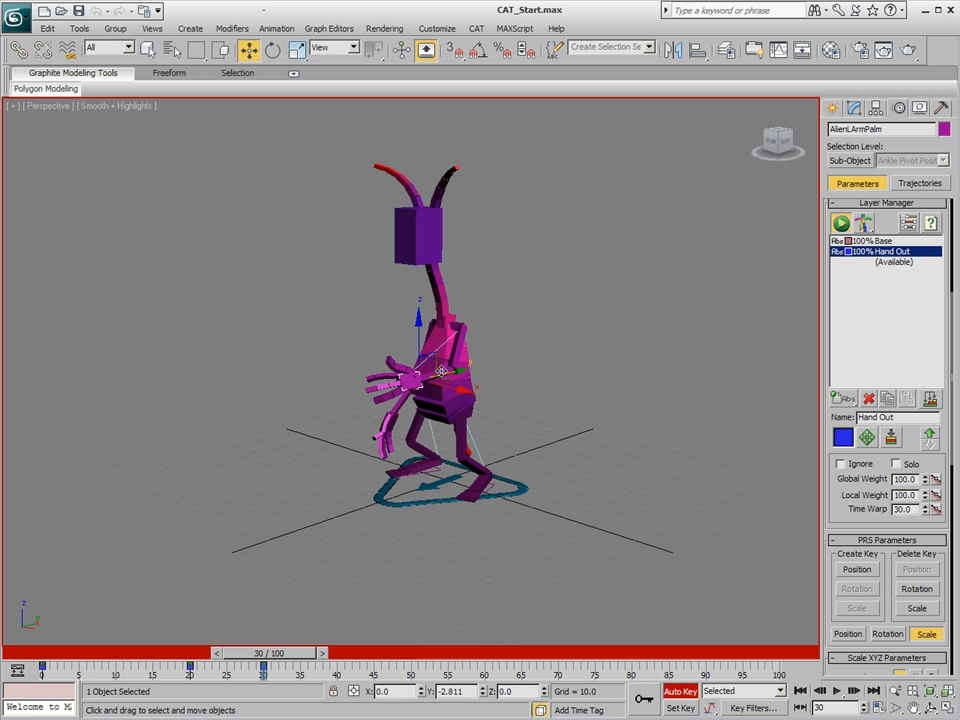 CAT_Start.max
Type a keyword or phrase
Edit Tools Group Views Create Modifiers Animation Graph Editors Rendering Customize CAT MAXScript Help
All View Create Selection Se
Graphite Modeling Tools Freeform Selection
Polygon Modeling
[ + ] [ Perspective ] [ Smooth + Highlights ]
AlienLArmPalm
Selection Level:
Sub-Object Ankle Pivot Posit
Parameters Trajectories
- Layer Manager
Abs 100% Base
Abs 100% Hand Out
(Available)
Abs
Name: Hand Out
Ignore Solo
Global Weight 100.0
Local Weight 100.0
Time Warp 30.0
- PRS Parameters
Create Key Delete Key
Position Position
Rotation Rotation
Scale Scale
Position Rotation Scale
- Scale XYZ Parameters
z
y
x
z
< 30 / 100 >
0 5 10 15 20 25 30 35 40 45 50 55 60 65 70 75 80 85 90 95 100
1 Object Selected X: 0.0 Y: -2.811 Z: 0.0 Grid = 10.0 Auto Key Selected
Welcome to M Click and drag to select and move objects Add Time Tag Set Key Key Filters... 30